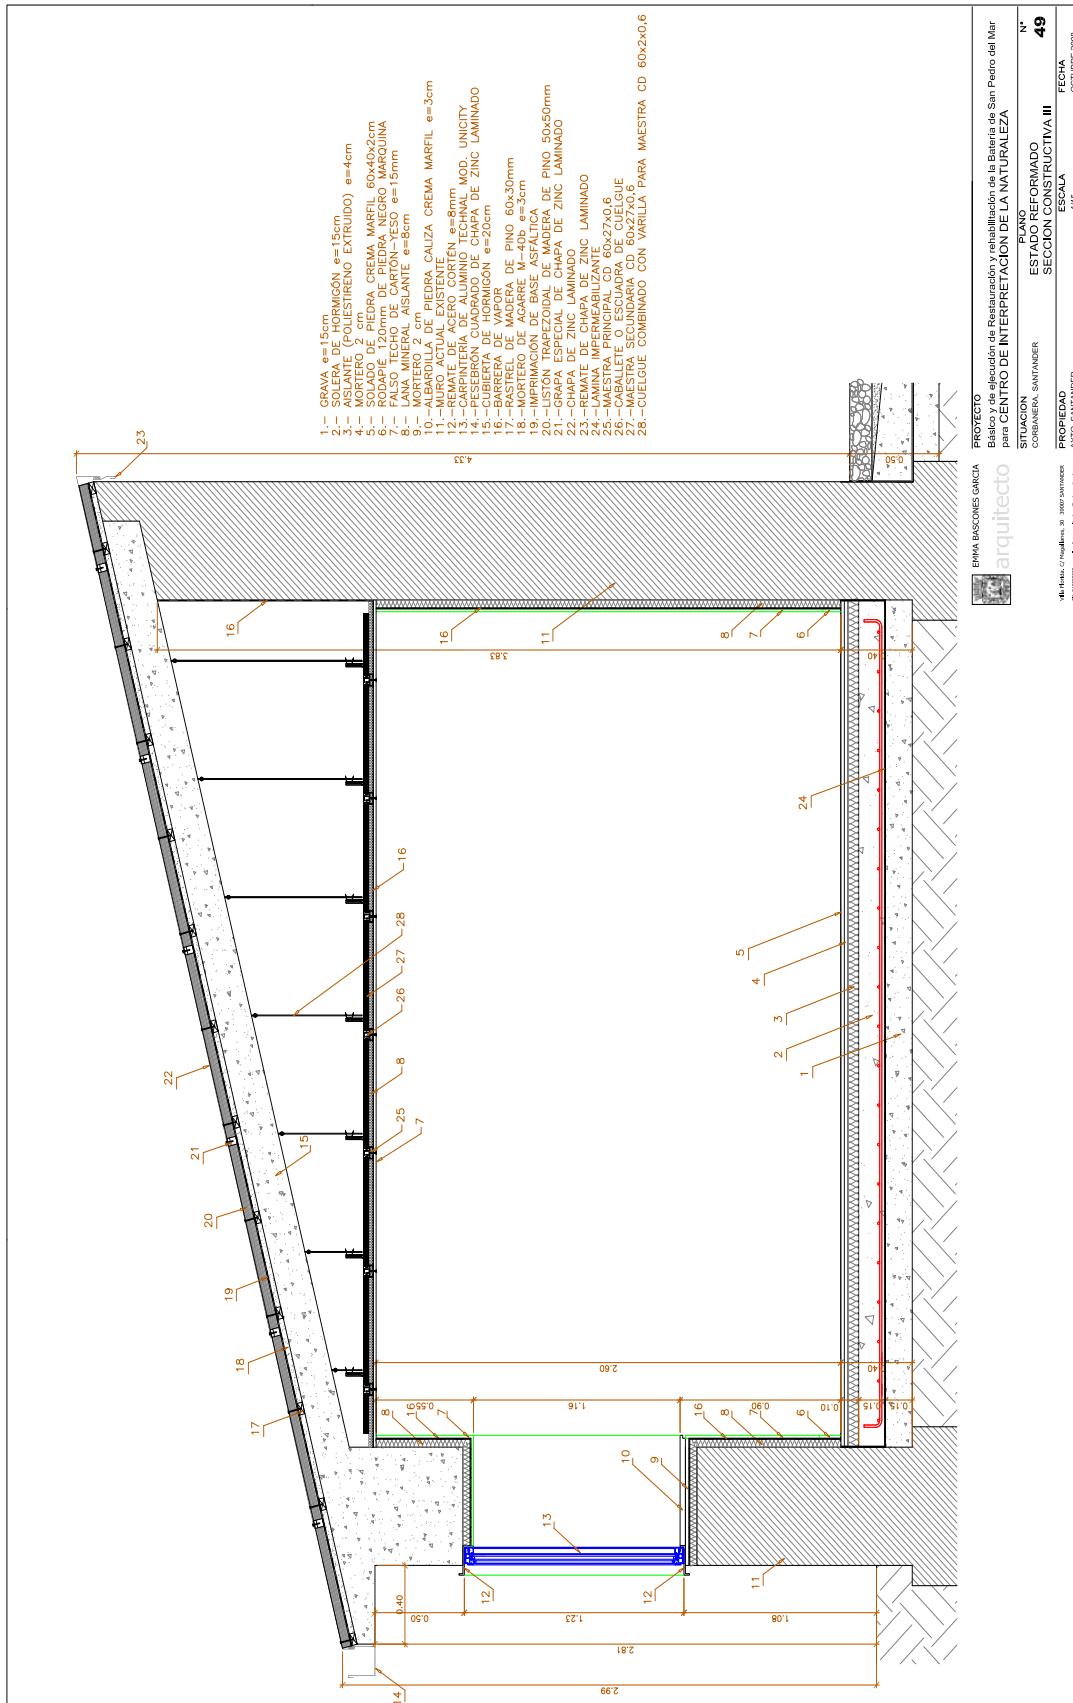 1.- GRAVA e=15cm
2.- SOLERA DE HORMIGÓN e=15cm
3.- AISLANTE (POLIESTIRENO EXTRUIDO) e=4cm
4.- MORTERO 2 cm
5.- SOLADO DE PIEDRA CREMA MARFIL 60x40x2cm
6.- RODAPIÉ 120mm DE PIEDRA NEGRO MARQUINA
7.- FALSO TECHO DE CARTÓN-YESO e=15mm
8.- LANA MINERAL AISLANTE e=8cm
9.- MORTERO 2 cm
10.-ALBARDILLA DE PIEDRA CALIZA CREMA MARFIL e=3cm
11.-MURO ACTUAL EXISTENTE
12.-REMATE DE ACERO CORTÉN e=8mm
13.-CARPINTERÍA DE ALUMINIO TECHNAL MOD. UNICITY
14.-PESEBRÓN CUADRADO DE CHAPA DE ZINC LAMINADO
15.-CUBIERTA DE HORMIGÓN e=20cm
16.-BARRERA DE VAPOR
17.-RASTREL DE MADERA DE PINO 60x30mm
18.-MORTERO DE AGARRE M-40b e=3cm
19.-IMPRIMACIÓN DE BASE ASFÁLTICA
20.-LISTÓN TRAPEZOIDAL DE MADERA DE PINO 50x50mm
21.-GRAPA ESPECIAL DE CHAPA DE ZINC LAMINADO
22.-CHAPA DE ZINC LAMINADO
23.-REMATE DE CHAPA DE ZINC LAMINADO
24.-LAMINA IMPERMEABILIZANTE
25.-MAESTRA PRINCIPAL CD 60x27x0,6
26.-CABALLETE O ESCUADRA DE CUELGUE
27.-MAESTRA SECUNDARIA CD 60x27x0,6
28.-CUELGUE COMBINADO CON VARILLA PARA MAESTRA CD 60x2x0,6
23
4.33
0.50
16
16
11
8
7
6
3.83
.40
24
16
28
27
26
8
25
7
5
4
3
2
1
22
21
15
20
19
18
17
2.60
.40
0.55
1.16
0.90
0.10
0.15
0.15
8
16
7
16
8
7
6
10
9
13
12
12
11
0.40
0.50
1.23
1.08
2.81
2.99
14
EMMA BASCONES GARCIA
arquitecto
PROYECTO
Básico y de ejecución de Restauración y rehabilitación de la Batería de San Pedro del Mar
para CENTRO DE INTERPRETACION DE LA NATURALEZA
SITUACION
CORBANERA, SANTANDER
PLANO
ESTADO REFORMADO
SECCION CONSTRUCTIVA III
Nº
49
PROPIEDAD
ESCALA
FECHA